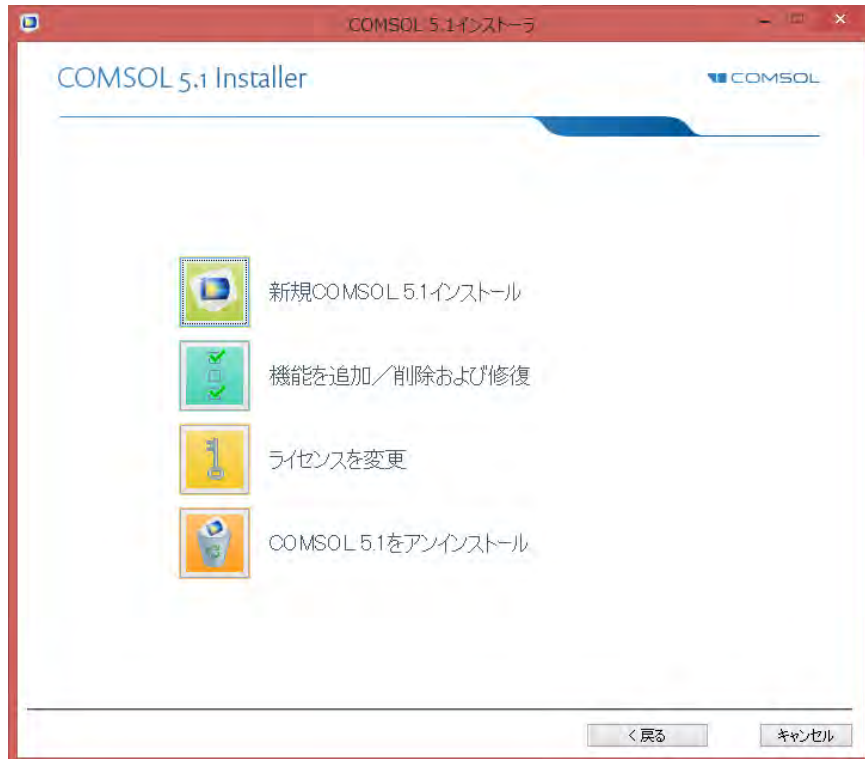 COMSOL 5.1インストーラ
COMSOL 5.1 Installer
COMSOL
新規COMSOL 5.1インストール
機能を追加／削除および修復
ライセンスを変更
COMSOL 5.1をアンインストール
< 戻る
キャンセル